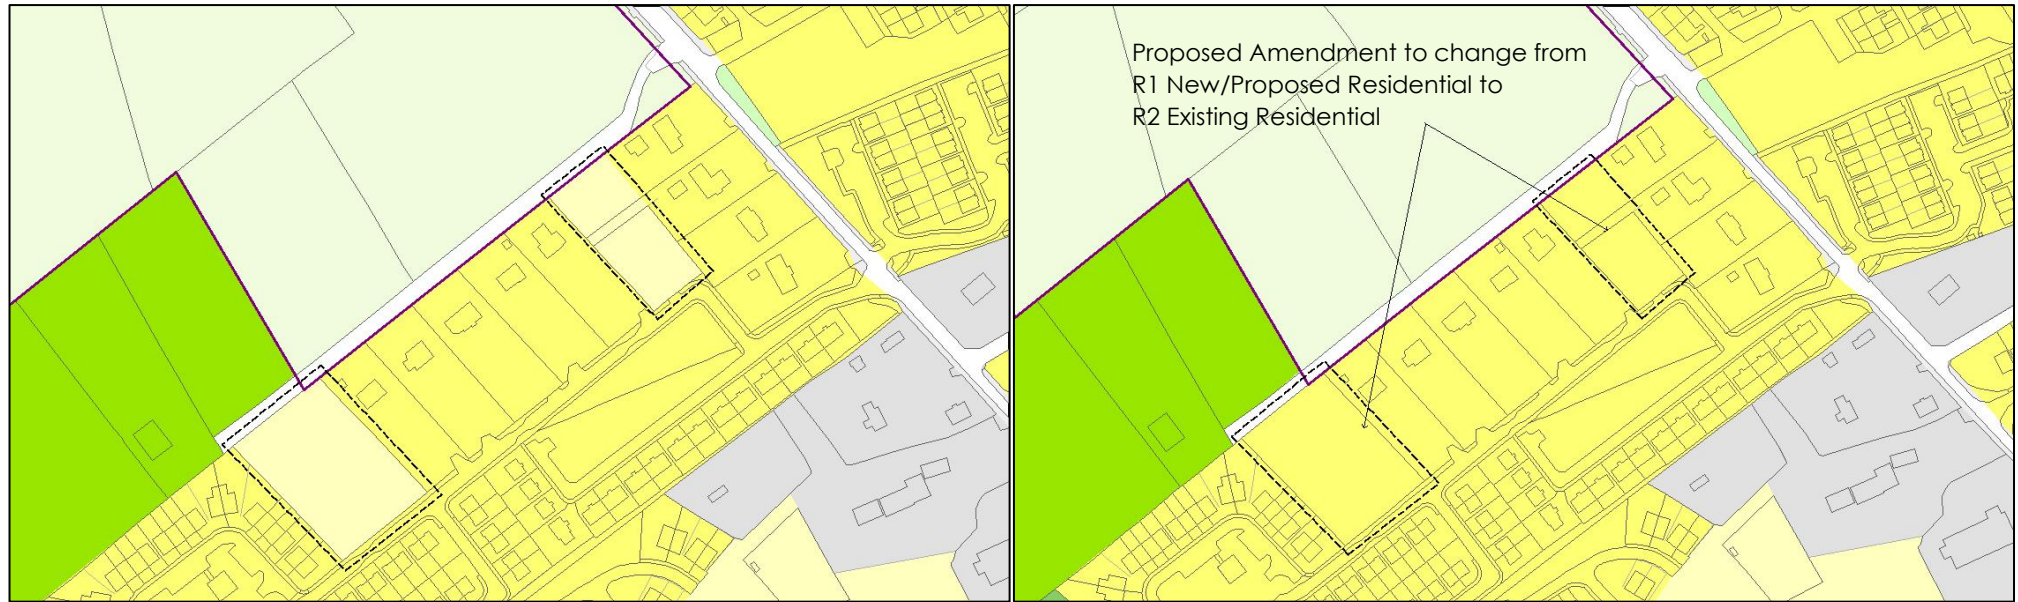 Proposed Amendment to change from
R1 New/Proposed Residential to
R2 Existing Residential